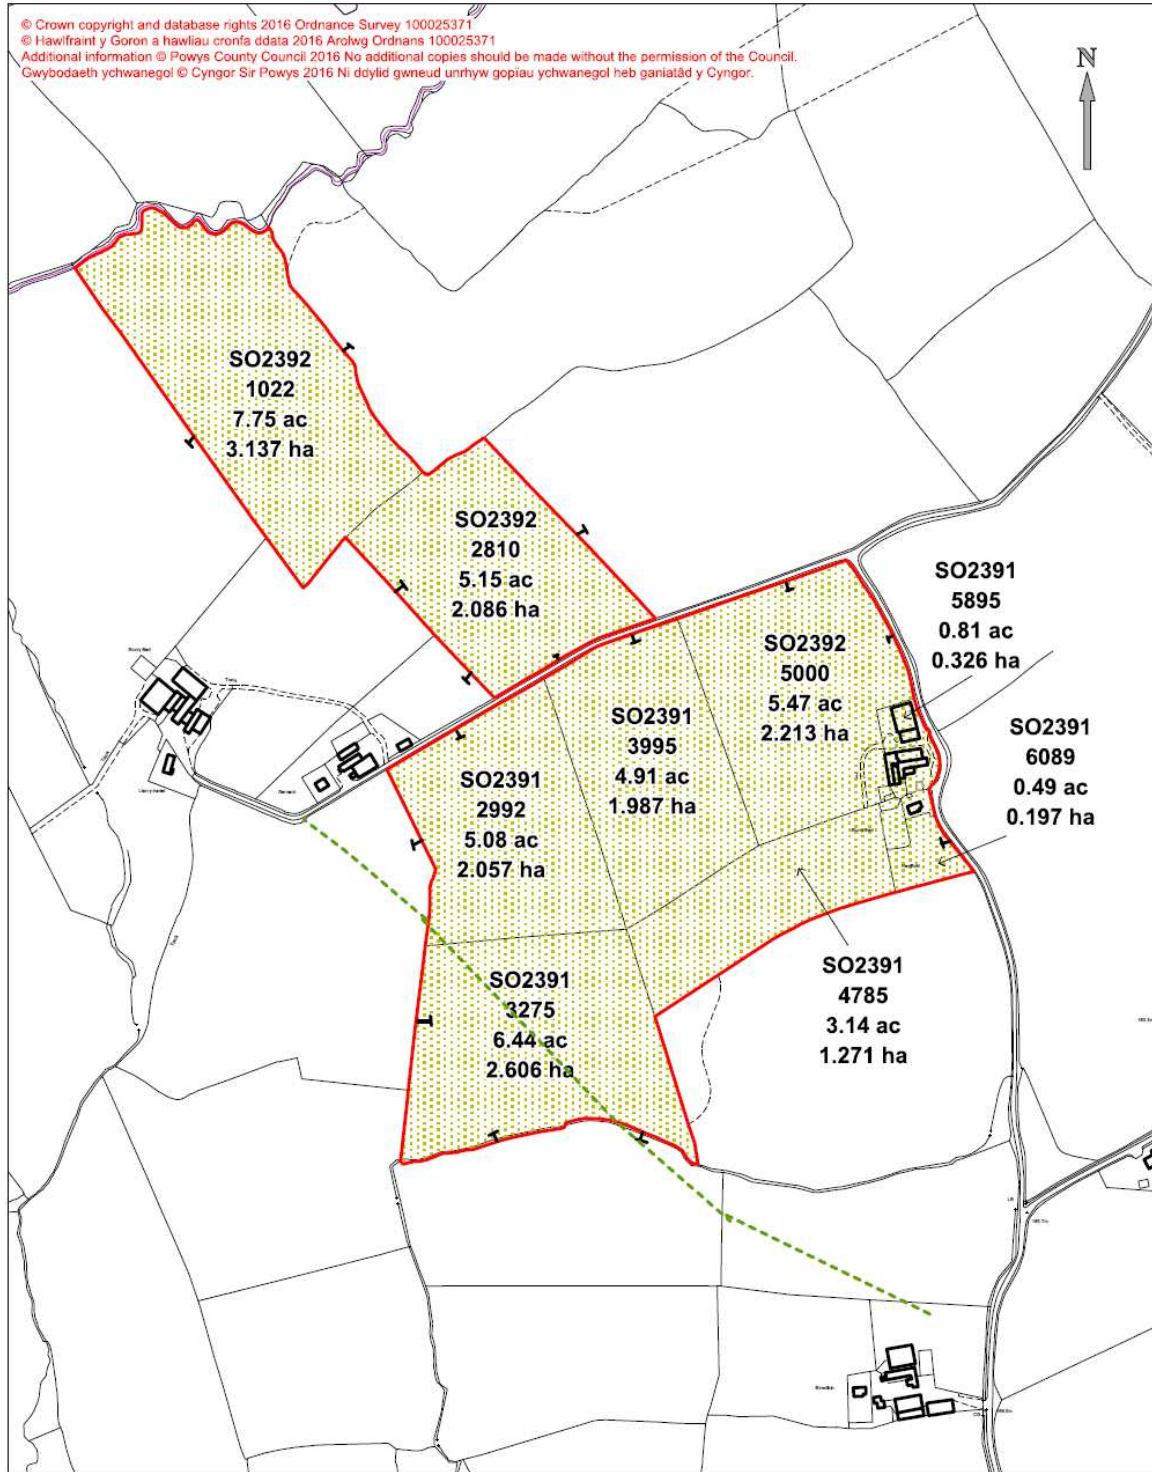 © Crown copyright and database rights 2016 Ordnance Survey 100025371
© Hawlfraint y Goron a hawliau cronfa ddata 2016 Arolwg Ordnans 100025371
Additional information © Powys County Council 2016 No additional copies should be made without the permission of the Council.
Gwybodaeth ychwanegol © Cyngor Sir Powys 2016 Ni ddylid gwneud unrhyw gopïau ychwanegol heb ganiatâd y Cyngor.
N
SO2392
1022
7.75 ac
3.137 ha
SO2392
2810
5.15 ac
2.086 ha
SO2391
5895
0.81 ac
0.326 ha
SO2392
5000
5.47 ac
2.213 ha
SO2391
3995
4.91 ac
1.987 ha
SO2391
6089
0.49 ac
0.197 ha
SO2391
2992
5.08 ac
2.057 ha
SO2391
4785
3.14 ac
1.271 ha
SO2391
3275
6.44 ac
2.606 ha
Track
Track